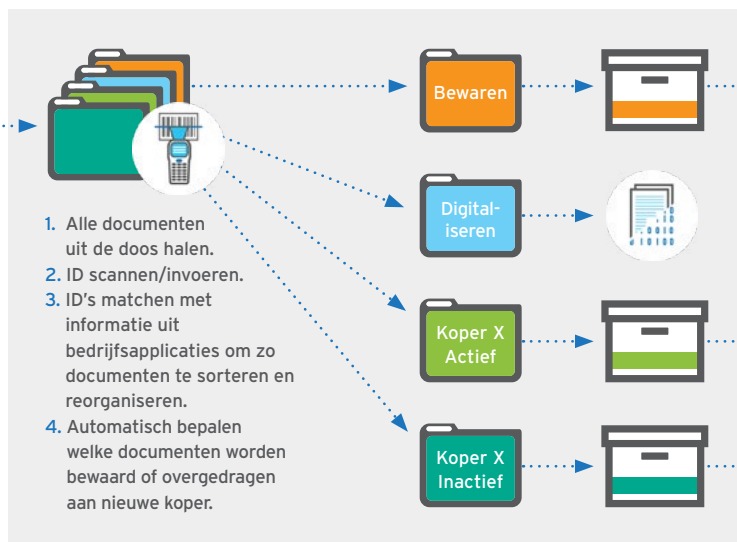 Bewaren
Digital-
iseren
Koper X
Actief
Koper X
Inactief
1. Alle documenten
uit de doos halen.
2. ID scannen/invoeren.
3. ID's matchen met
informatie uit
bedrijfsapplicaties om zo
documenten te sorteren en
reorganiseren.
4. Automatisch bepalen
welke documenten worden
bewaard of overgedragen
aan nieuwe koper.